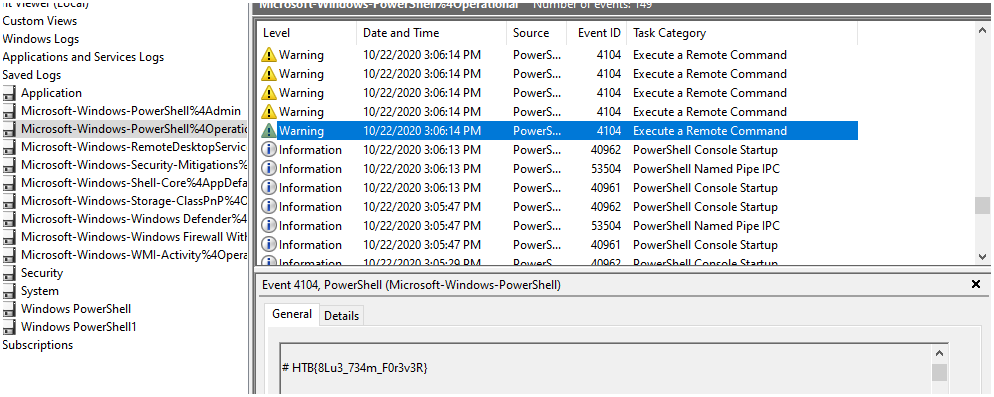 nt Viewer (Local)
Custom Views
Windows Logs
Applications and Services Logs
Saved Logs
Application
Microsoft-Windows-PowerShell%4Admin
Microsoft-Windows-PowerShell%4Operatic
Microsoft-Windows-RemoteDesktopService
Microsoft-Windows-Security-Mitigations%
Microsoft-Windows-Shell-Core%4AppDefa
Microsoft-Windows-Storage-ClassPnP%4O
Microsoft-Windows-Windows Defender%4
Microsoft-Windows-Windows Firewall With
Microsoft-Windows-WMI-Activity%4Opera
Security
System
Windows PowerShell
Windows PowerShell1
Subscriptions
Microsoft-Windows-PowerShell%4Operational Number of events: 149
Level Date and Time Source Event ID Task Category
Warning 10/22/2020 3:06:14 PM PowerS... 4104 Execute a Remote Command
Warning 10/22/2020 3:06:14 PM PowerS... 4104 Execute a Remote Command
Warning 10/22/2020 3:06:14 PM PowerS... 4104 Execute a Remote Command
Warning 10/22/2020 3:06:14 PM PowerS... 4104 Execute a Remote Command
Warning 10/22/2020 3:06:14 PM PowerS... 4104 Execute a Remote Command
Information 10/22/2020 3:06:13 PM PowerS... 40962 PowerShell Console Startup
Information 10/22/2020 3:06:13 PM PowerS... 53504 PowerShell Named Pipe IPC
Information 10/22/2020 3:06:13 PM PowerS... 40961 PowerShell Console Startup
Information 10/22/2020 3:05:47 PM PowerS... 40962 PowerShell Console Startup
Information 10/22/2020 3:05:47 PM PowerS... 53504 PowerShell Named Pipe IPC
Information 10/22/2020 3:05:47 PM PowerS... 40961 PowerShell Console Startup
Information 10/22/2020 3:05:29 PM PowerS... 40962 PowerShell Console Startup
Event 4104, PowerShell (Microsoft-Windows-PowerShell)
General Details
# HTB{8Lu3_734m_F0r3v3R}